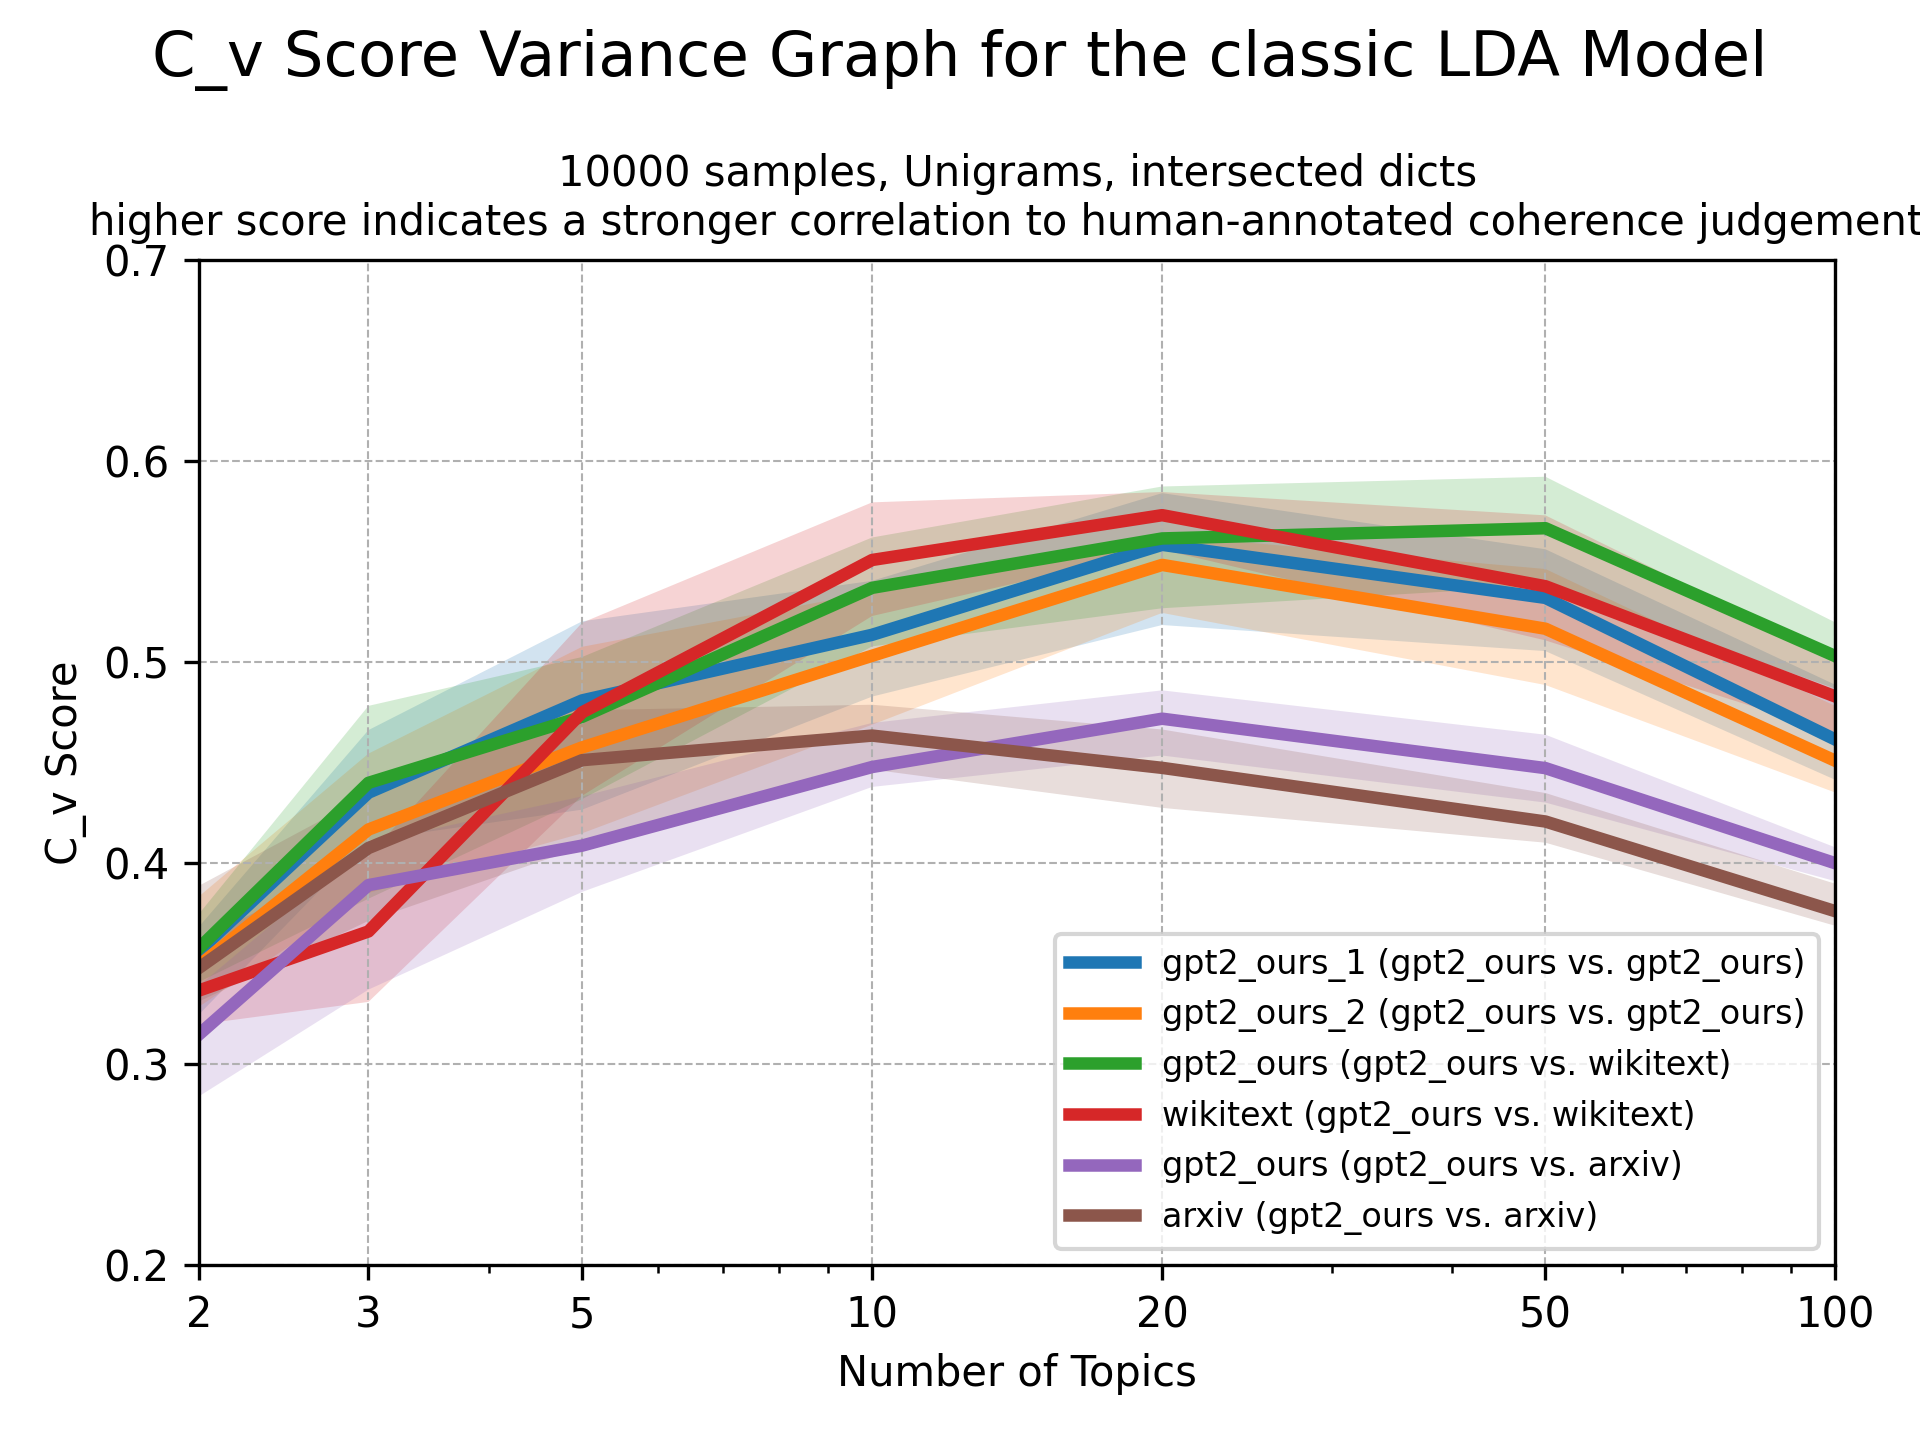 C_v Score Variance Graph for the classic LDA Model
10000 samples, Unigrams, intersected dicts
higher score indicates a stronger correlation to human-annotated coherence judgement
0.7
0.6
0.5
0.4
0.3
0.2
C_v Score
gpt2_ours_1 (gpt2_ours vs. gpt2_ours)
gpt2_ours_2 (gpt2_ours vs. gpt2_ours)
gpt2_ours (gpt2_ours vs. wikitext)
wikitext (gpt2_ours vs. wikitext)
gpt2_ours (gpt2_ours vs. arxiv)
arxiv (gpt2_ours vs. arxiv)
2 3 5 10 20 50 100
Number of Topics